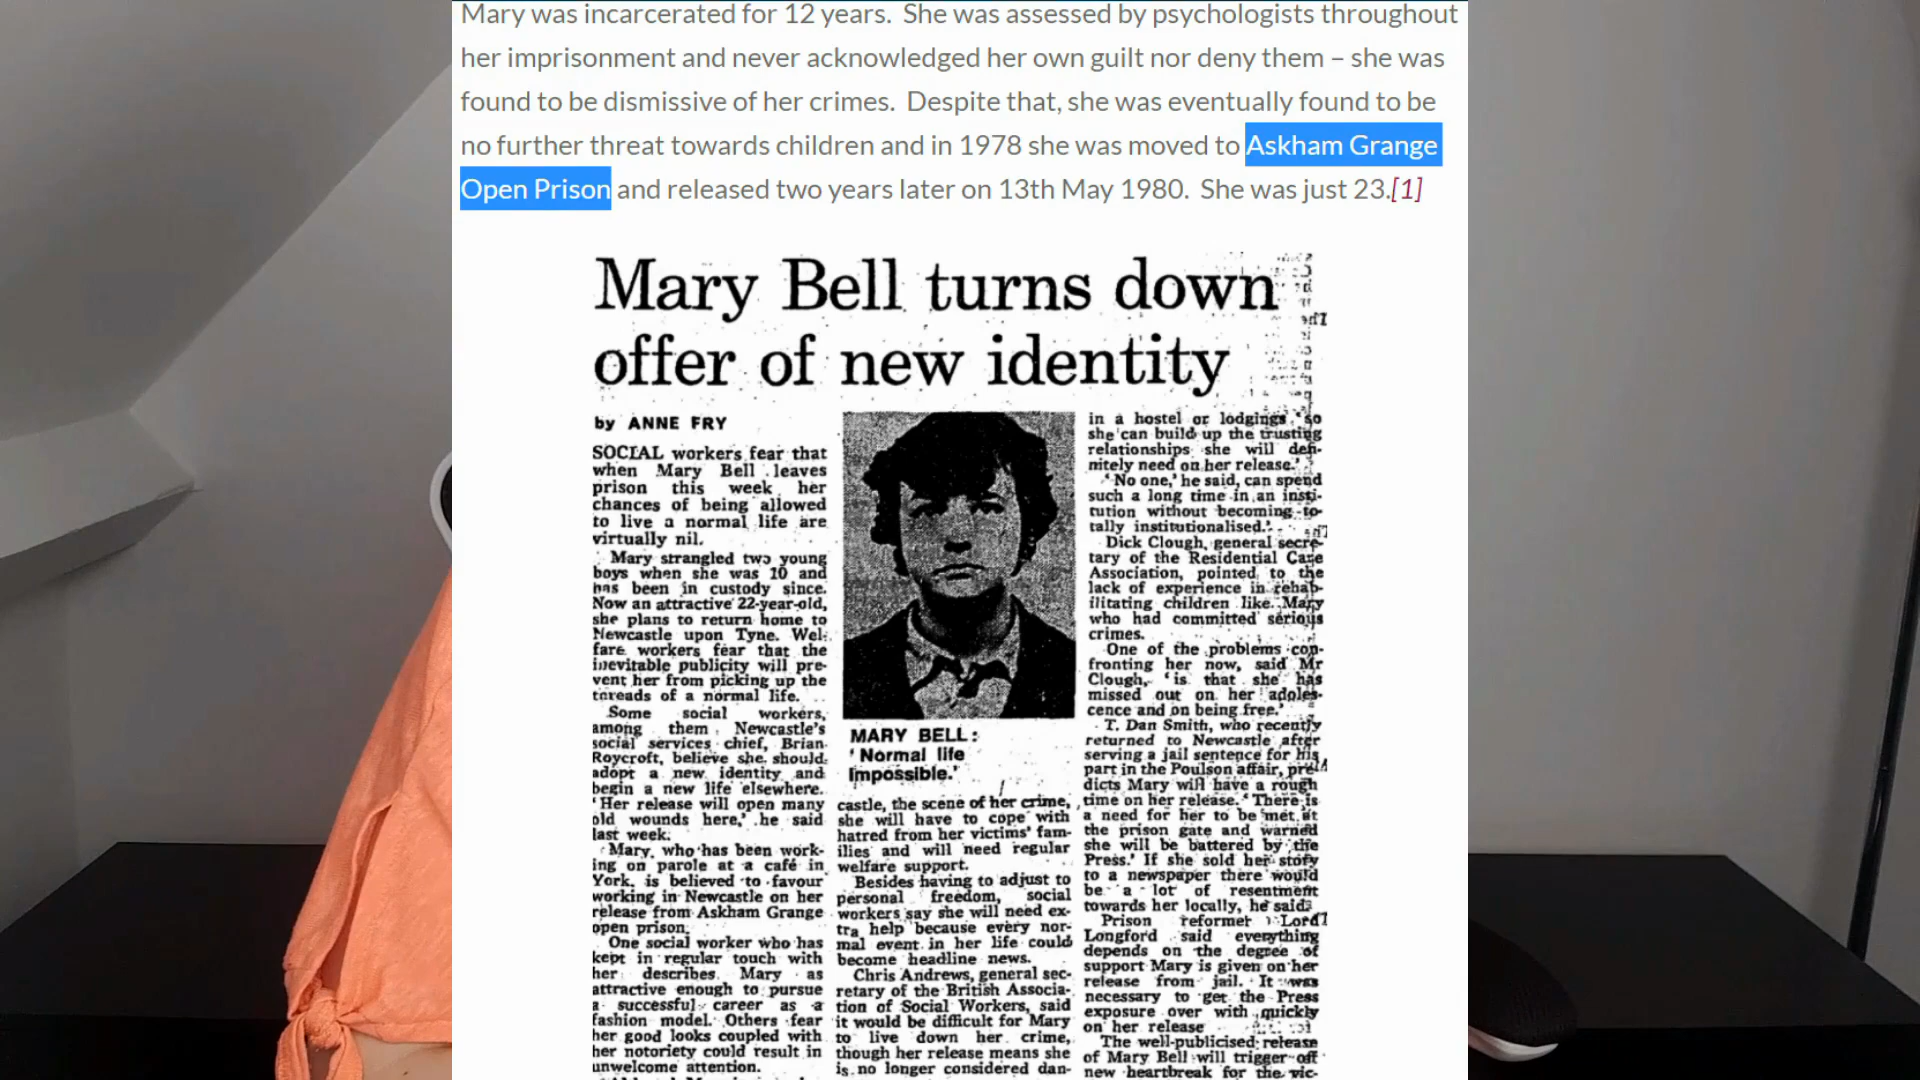 Mary was incarcerated for 12 years. She was assessed by psychologists throughout
her imprisonment and never acknowledged her own guilt nor deny them – she was
found to be dismissive of her crimes. Despite that, she was eventually found to be
no further threat towards children and in 1978 she was moved to Askham Grange
Open Prison and released two years later on 13th May 1980. She was just 23.[1]
Mary Bell turns down
offer of new identity
by ANNE FRY
SOCIAL workers fear that
when Mary Bell leaves
prison this week her
chances of being allowed
to live a normal life are
virtually nil.
Mary strangled two young
boys when she was 10 and
has been in custody since.
Now an attractive 22-year-old,
she plans to return home to
Newcastle upon Tyne. Wel-
fare workers fear that the
inevitable publicity will pre-
vent her from picking up the
threads of a normal life.
Some social workers,
among them Newcastle's
social services chief, Brian
Roycroft, believe she should
adopt a new identity and
begin a new life elsewhere.
'Her release will open many
old wounds here,' he said
last week.
Mary, who has been work-
ing on parole at a café in
York, is believed to favour
working in Newcastle on her
release from Askham Grange
open prison.
One social worker who has
kept in regular touch with
her describes Mary as
attractive enough to pursue
a successful career as a
fashion model. Others fear
her good looks coupled with
her notoriety could result in
unwelcome attention.
MARY BELL:
'Normal life
impossible.'
castle, the scene of her crime,
she will have to cope with
hatred from her victims' fam-
ilies and will need regular
welfare support.
Besides having to adjust to
personal freedom, social
workers say she will need ex-
tra help because every nor-
mal event in her life could
become headline news.
Chris Andrews, general sec-
retary of the British Associa-
tion of Social Workers, said
it would be difficult for Mary
to live down her crime,
though her release means she
is no longer considered dan-
in a hostel or lodgings 'so
she can build up the trusting
relationships she will defi-
nitely need on her release.'
'No one,' he said, can spend
such a long time in an insti-
tution without becoming to-
tally institutionalised.'
Dick Clough, general secre-
tary of the Residential Care
Association, pointed to the
lack of experience in rehab-
ilitating children like Mary
who had committed serious
crimes.
One of the problems con-
fronting her now, said Mr
Clough, 'is that she has
missed out on her adoles-
cence and on being free.'
T. Dan Smith, who recently
returned to Newcastle after
serving a jail sentence for his
part in the Poulson affair, pre-
dicts Mary will have a rough
time on her release. 'There is
a need for her to be met at
the prison gate and warned
she will be battered by the
Press.' If she sold her story
to a newspaper there would
be a lot of resentment
towards her locally, he said.
Prison reformer Lord
Longford said everything
depends on the degree of
support Mary is given on her
release from jail. It was
necessary to get the Press
exposure over with quickly
on her release
The well-publicised release
of Mary Bell will trigger off
new heartbreak for the vic-